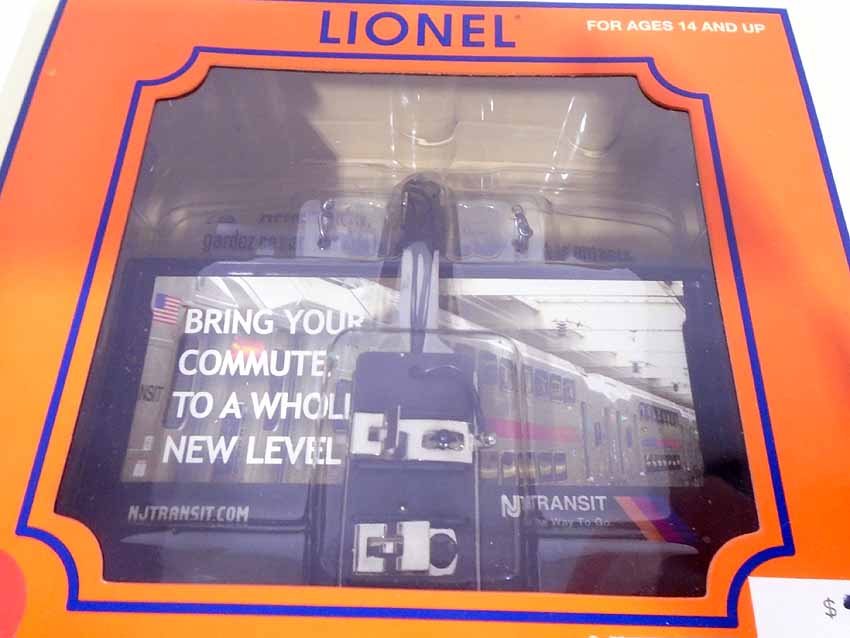 LIONEL
FOR AGES 14 AND UP
gardez
BRING YOUR
COMMUTE
TO A WHOLE
NEW LEVEL
NJTRANSIT.COM
NJTRANSIT
The Way To Go
$